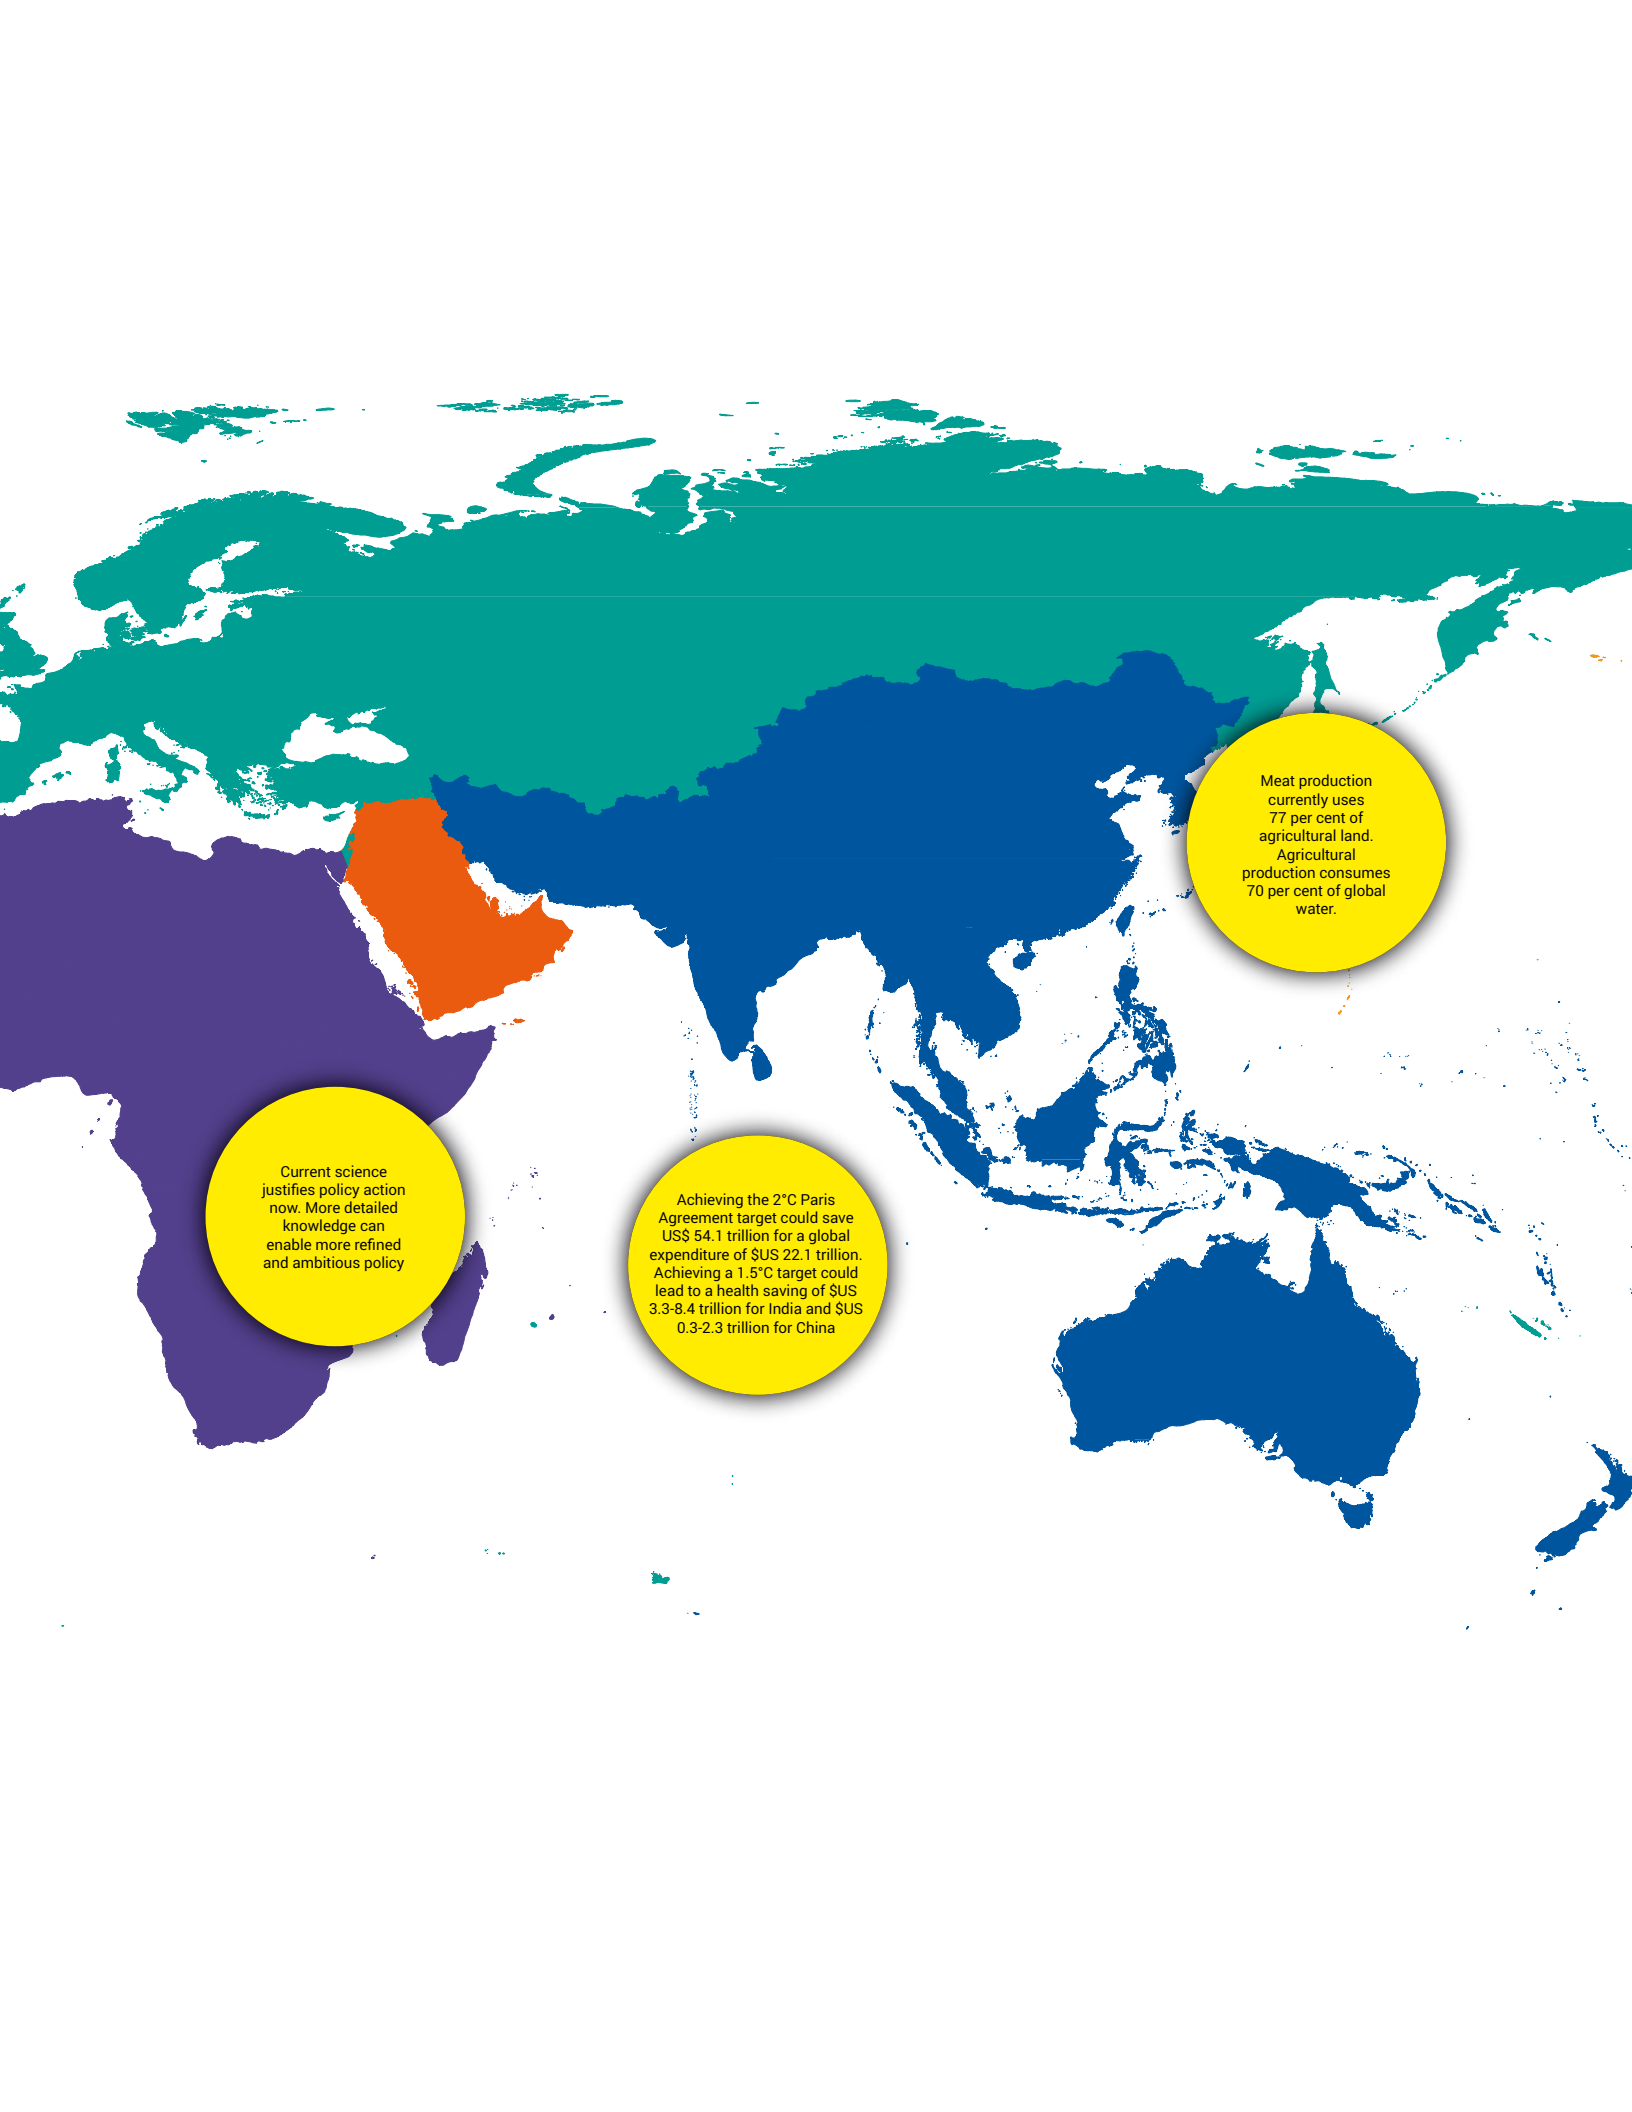 Meat production
currently uses
77 per cent of
agricultural land.
Agricultural
production consumes
70 per cent of global
water.
Current science
justifies policy action
now. More detailed
knowledge can
enable more refined
and ambitious policy
Achieving the 2°C Paris
Agreement target could save
US$ 54.1 trillion for a global
expenditure of $US 22.1 trillion.
Achieving a 1.5°C target could
lead to a health saving of $US
3.3-8.4 trillion for India and $US
0.3-2.3 trillion for China